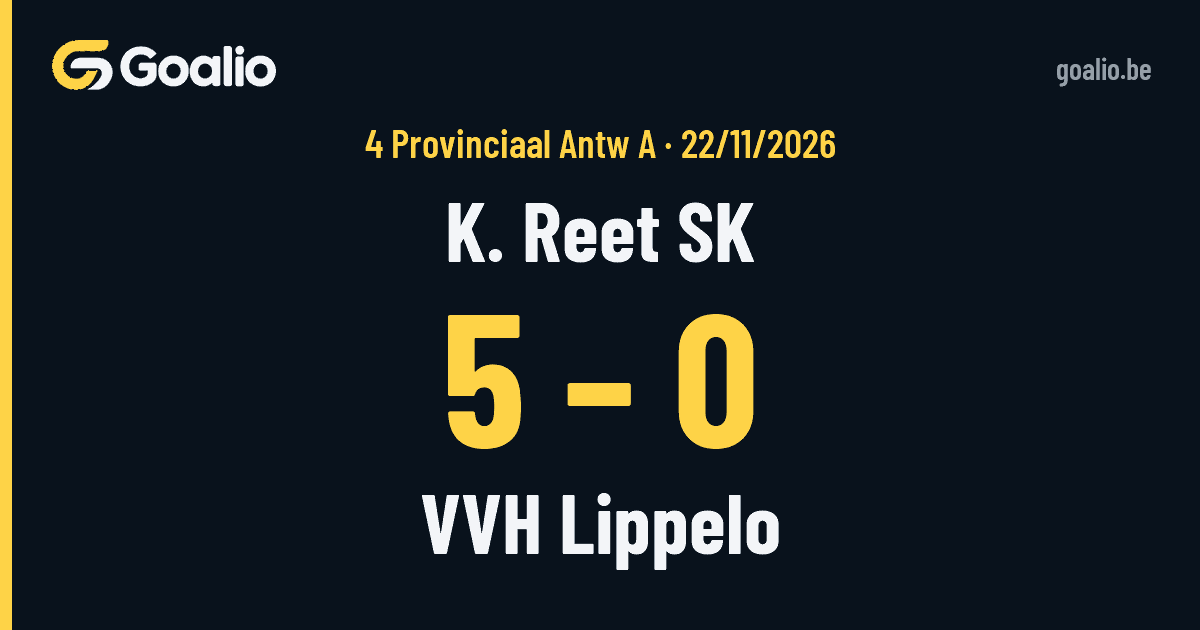 Goalio
goalio.be
4 Provinciaal Antw A · 22/11/2026
K. Reet SK
5 – 0
VVH Lippelo